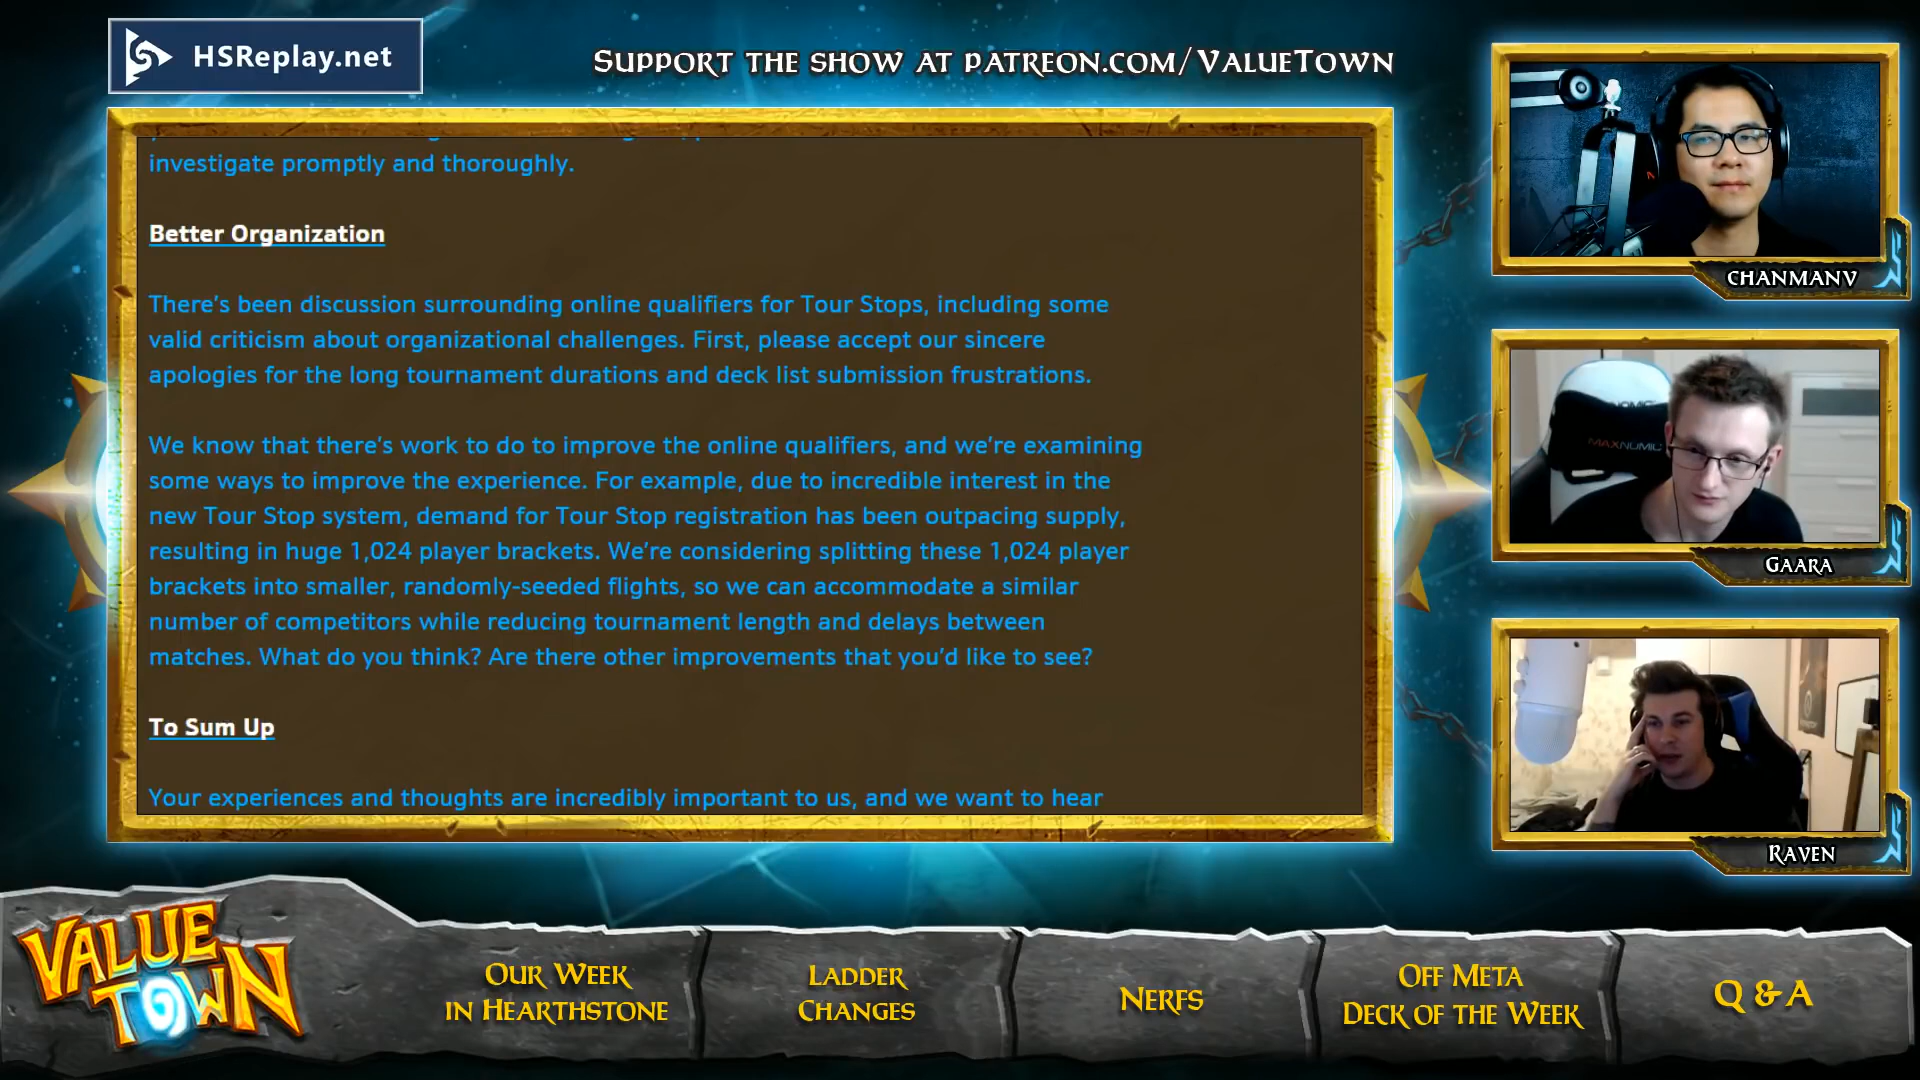 HSReplay.net
Support the show at patreon.com/ValueTown
investigate promptly and thoroughly.
Better Organization
There's been discussion surrounding online qualifiers for Tour Stops, including some
valid criticism about organizational challenges. First, please accept our sincere
apologies for the long tournament durations and deck list submission frustrations.
We know that there's work to do to improve the online qualifiers, and we're examining
some ways to improve the experience. For example, due to incredible interest in the
new Tour Stop system, demand for Tour Stop registration has been outpacing supply,
resulting in huge 1,024 player brackets. We're considering splitting these 1,024 player
brackets into smaller, randomly-seeded flights, so we can accommodate a similar
number of competitors while reducing tournament length and delays between
matches. What do you think? Are there other improvements that you'd like to see?
To Sum Up
Your experiences and thoughts are incredibly important to us, and we want to hear
CHANMANV
MAXNOMIC
GAARA
RAVEN
VALUE
TOWN
Our Week
in Hearthstone
Ladder
Changes
Nerfs
Off Meta
Deck of the Week
Q & A